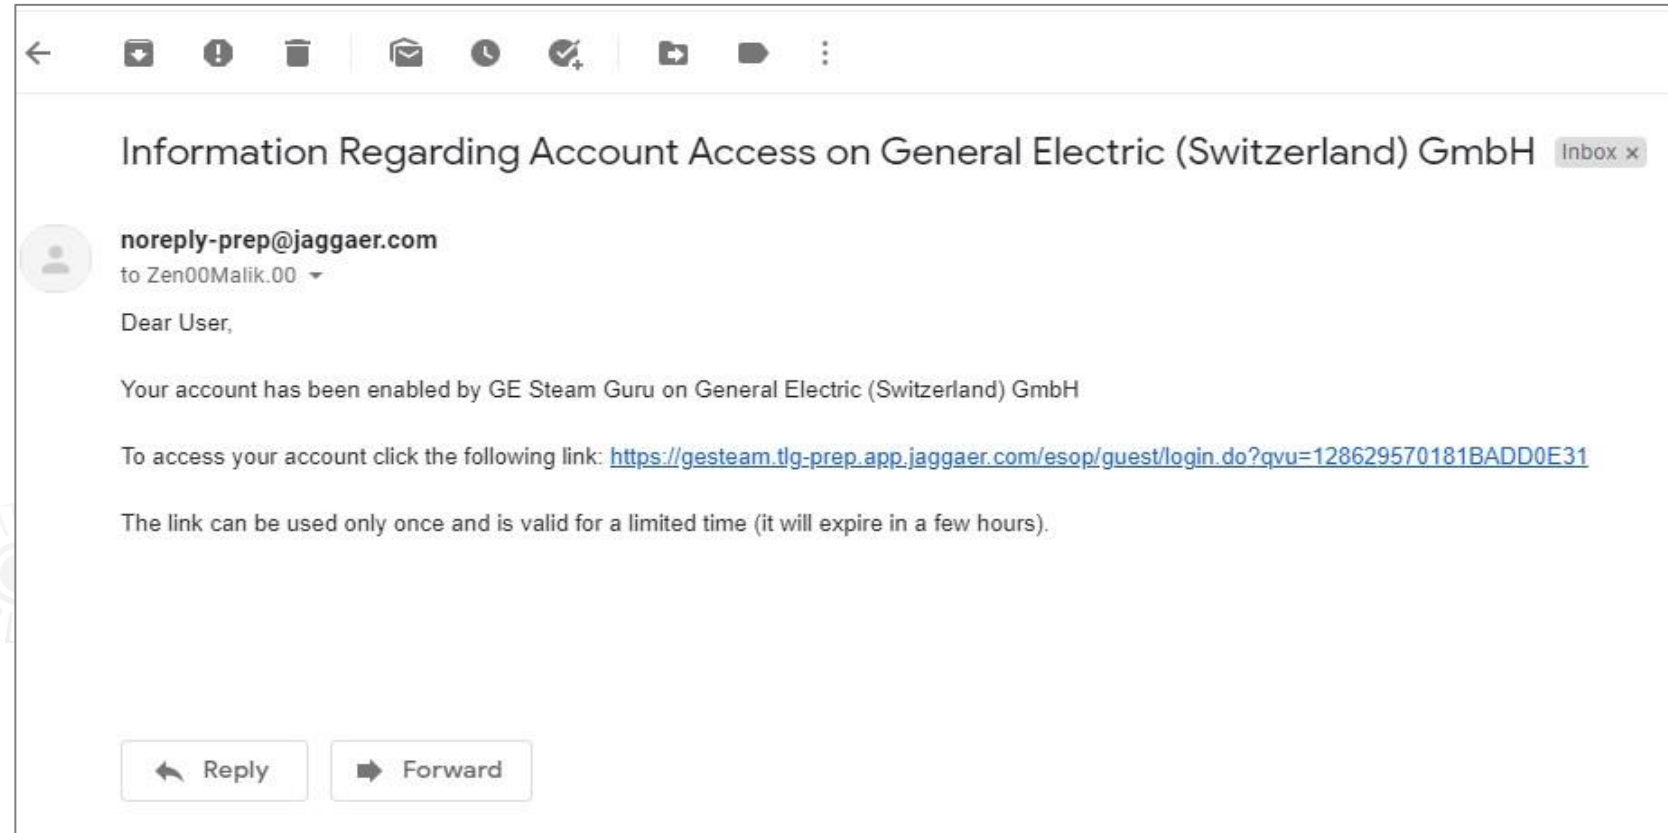 Information Regarding Account Access on General Electric (Switzerland) GmbH Inbox x
noreply-prep@jaggaer.com
to Zen00Malik.00
Dear User,
Your account has been enabled by GE Steam Guru on General Electric (Switzerland) GmbH
To access your account click the following link: https://gesteam.tlg-prep.app.jaggaer.com/esop/guest/login.do?qvu=128629570181BADD0E31
The link can be used only once and is valid for a limited time (it will expire in a few hours).
Reply Forward